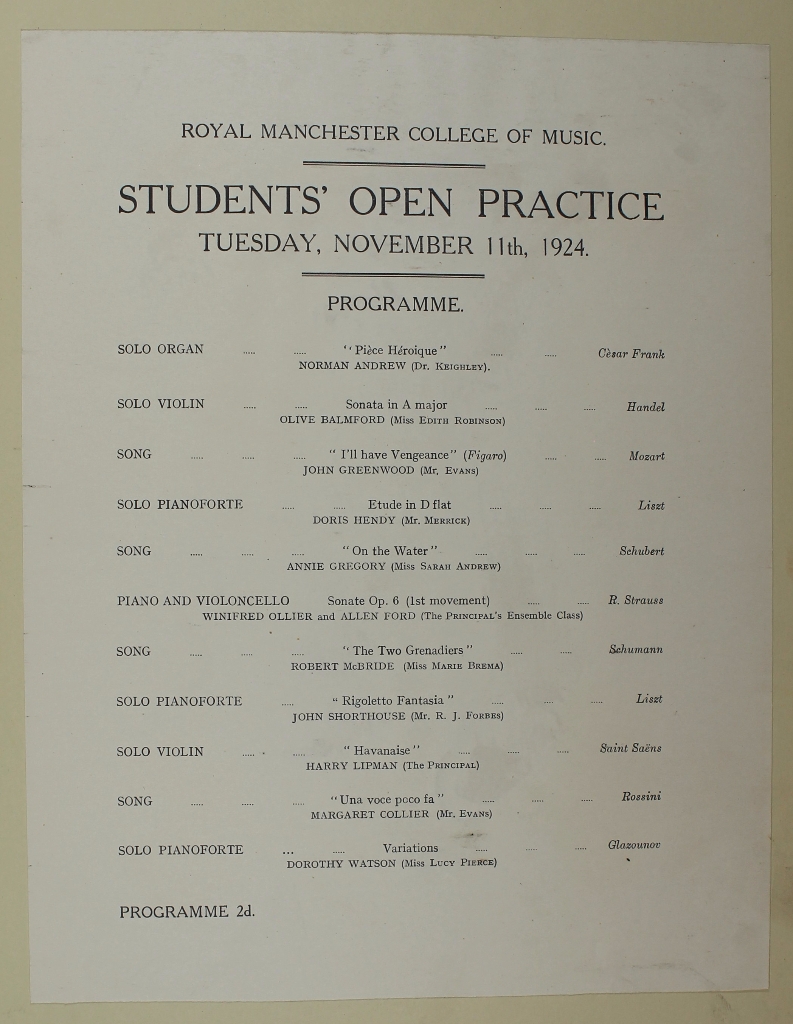 ROYAL MANCHESTER COLLEGE OF MUSIC.
STUDENTS' OPEN PRACTICE
TUESDAY, NOVEMBER 11th, 1924.
PROGRAMME.
SOLO ORGAN ..... ..... "Pièce Héroique" ..... ..... Cèsar Frank
NORMAN ANDREW (Dr. KEIGHLEY).
SOLO VIOLIN ..... ..... Sonata in A major ..... ..... ..... Handel
OLIVE BALMFORD (Miss EDITH ROBINSON)
SONG ..... ..... ..... "I'll have Vengeance" (Figaro) ..... ..... Mozart
JOHN GREENWOOD (Mr. EVANS)
SOLO PIANOFORTE ..... ..... Etude in D flat ..... ..... ..... Liszt
DORIS HENDY (Mr. MERRICK)
SONG ..... ..... ..... "On the Water" ..... ..... ..... Schubert
ANNIE GREGORY (Miss SARAH ANDREW)
PIANO AND VIOLONCELLO Sonate Op. 6 (1st movement) ..... ..... R. Strauss
WINIFRED OLLIER and ALLEN FORD (The PRINCIPAL'S Ensemble Class)
SONG ..... ..... ..... "The Two Grenadiers" ..... ..... Schumann
ROBERT McBRIDE (Miss MARIE BREMA)
SOLO PIANOFORTE ..... "Rigoletto Fantasia" ..... .... ..... Liszt
JOHN SHORTHOUSE (Mr. R. J. FORBES)
SOLO VIOLIN ..... ..... "Havanaise" ..... ..... ..... Saint Saëns
HARRY LIPMAN (The PRINCIPAL)
SONG ..... ..... ..... "Una voce poco fa" ..... ..... ..... Rossini
MARGARET COLLIER (Mr. EVANS)
SOLO PIANOFORTE ... ..... Variations ..... ..... ..... Glazounov
DOROTHY WATSON (Miss LUCY PIERCE)
PROGRAMME 2d.